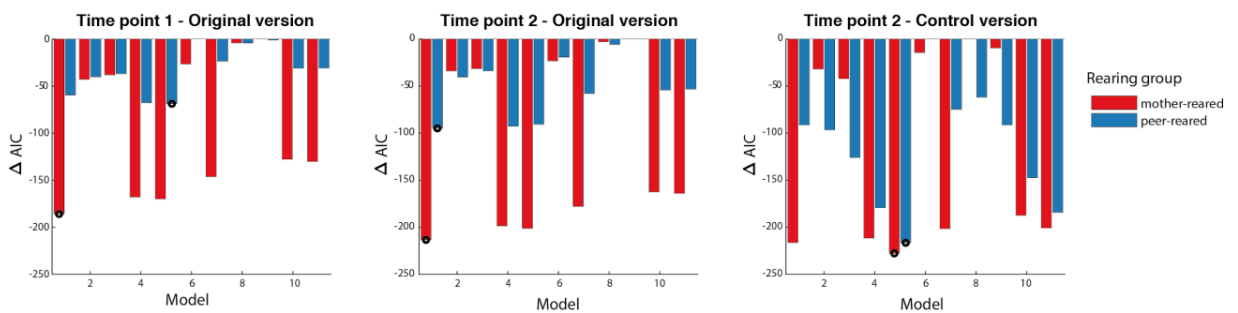 Time point 1 - Original version
0
-50
-100
-150
-200
-250
Δ AIC
2 4 6 8 10
Model
Time point 2 - Original version
0
-50
-100
-150
-200
-250
Δ AIC
2 4 6 8 10
Model
Time point 2 - Control version
0
-50
-100
-150
-200
-250
Δ AIC
2 4 6 8 10
Model
Rearing group
mother-reared
peer-reared